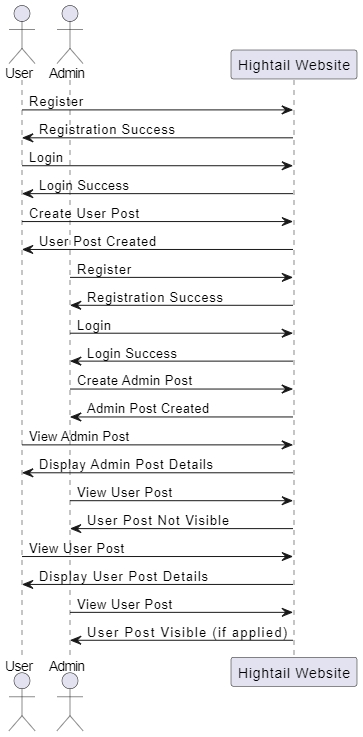 User
Admin
Hightail Website
Register
Registration Success
Login
Login Success
Create User Post
User Post Created
Register
Registration Success
Login
Login Success
Create Admin Post
Admin Post Created
View Admin Post
Display Admin Post Details
View User Post
User Post Not Visible
View User Post
Display User Post Details
View User Post
User Post Visible (if applied)
User
Admin
Hightail Website